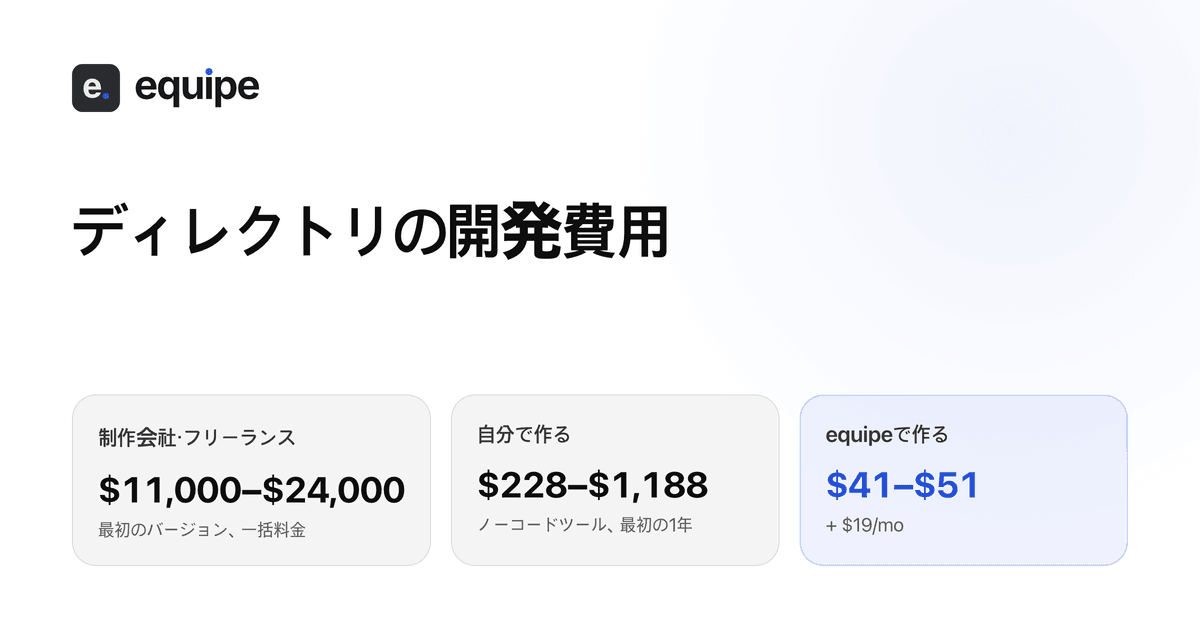 e.
equipe
ディレクトリの開発費用
制作会社·フリーランス
$11,000–$24,000
最初のバージョン、一括料金
自分で作る
$228–$1,188
ノーコードツール、最初の1年
equipeで作る
$41–$51
+ $19/mo